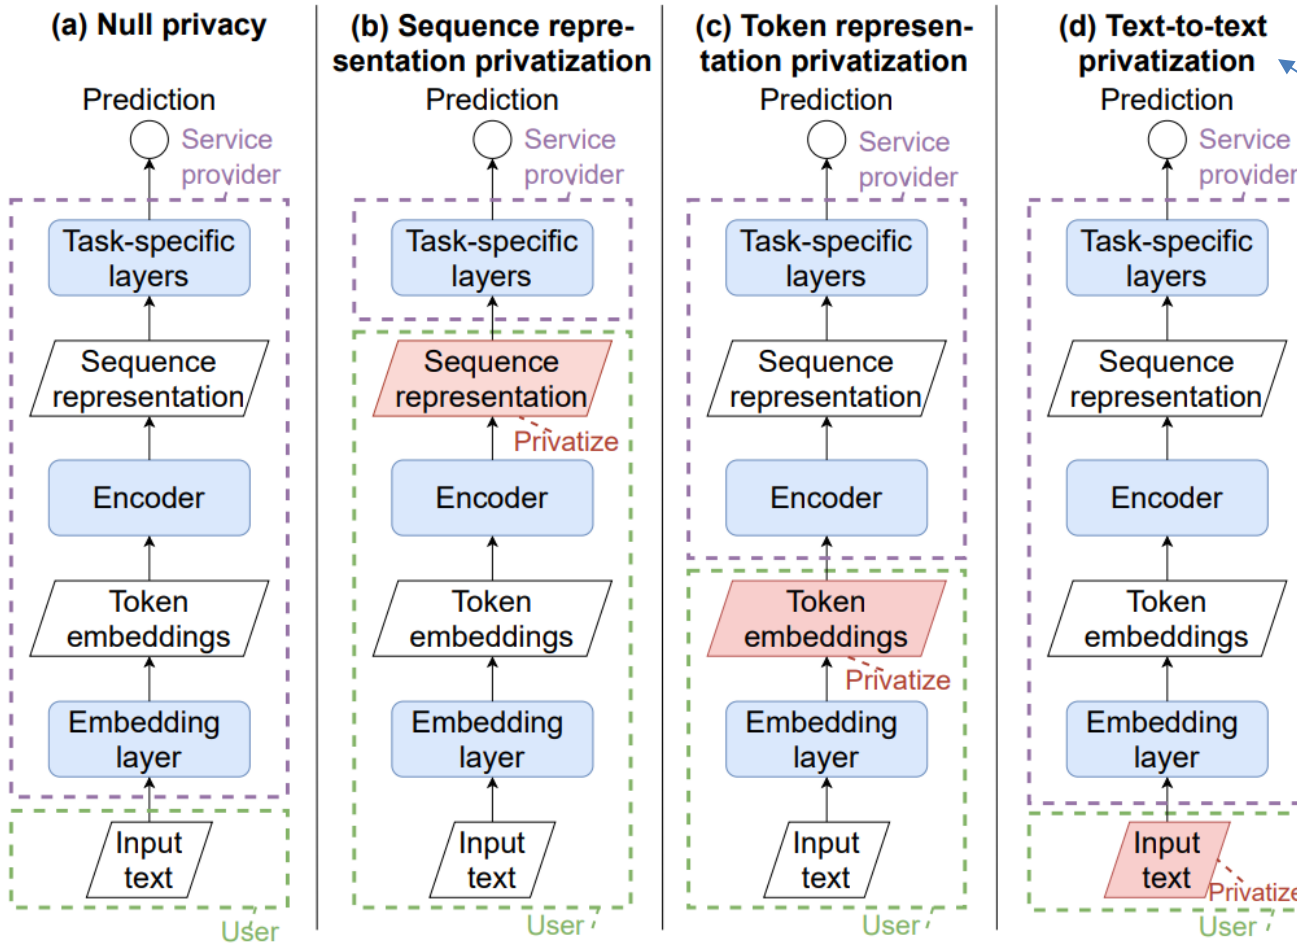 (a) Null privacy
Prediction
Service
provider
Task-specific
layers
Sequence
representation
Encoder
Token
embeddings
Embedding
layer
Input
text
User
(b) Sequence repre-
sentation privatization
Prediction
Service
provider
Task-specific
layers
Sequence
representation
Privatize
Encoder
Token
embeddings
Embedding
layer
Input
text
User
(c) Token represen-
tation privatization
Prediction
Service
provider
Task-specific
layers
Sequence
representation
Encoder
Token
embeddings
Privatize
Embedding
layer
Input
text
User
(d) Text-to-text
privatization
Prediction
Service
provider
Task-specific
layers
Sequence
representation
Encoder
Token
embeddings
Embedding
layer
Input
text
Privatize
User